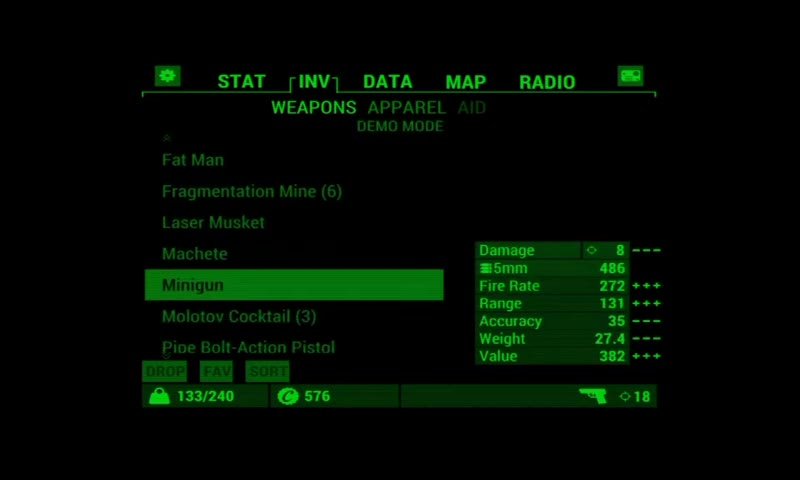 STAT INV DATA MAP RADIO
WEAPONS APPAREL AID
DEMO MODE
Fat Man
Fragmentation Mine (6)
Laser Musket
Machete
Minigun
Molotov Cocktail (3)
Pipe Bolt-Action Pistol
Damage 8 ---
5mm 486
Fire Rate 272 +++
Range 131 +++
Accuracy 35 ---
Weight 27.4 ---
Value 382 +++
DROP FAV SORT
133/240 576 18